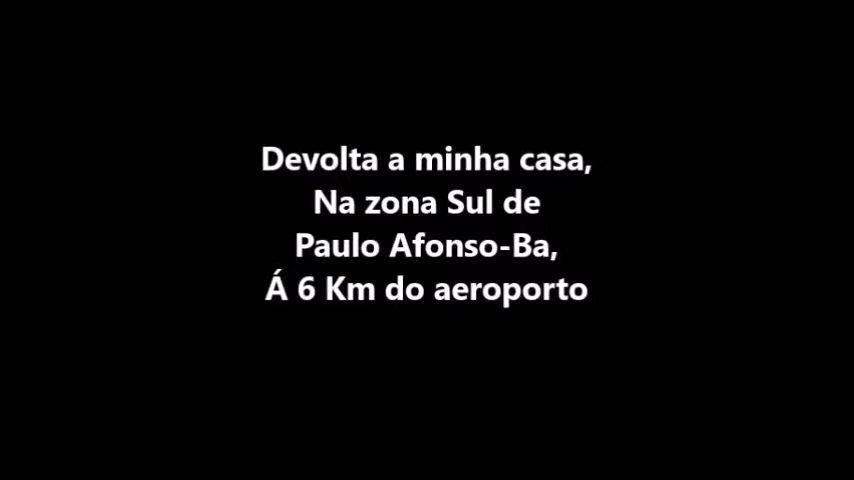 Devolta a minha casa,
Na zona Sul de
Paulo Afonso-Ba,
Á 6 Km do aeroporto